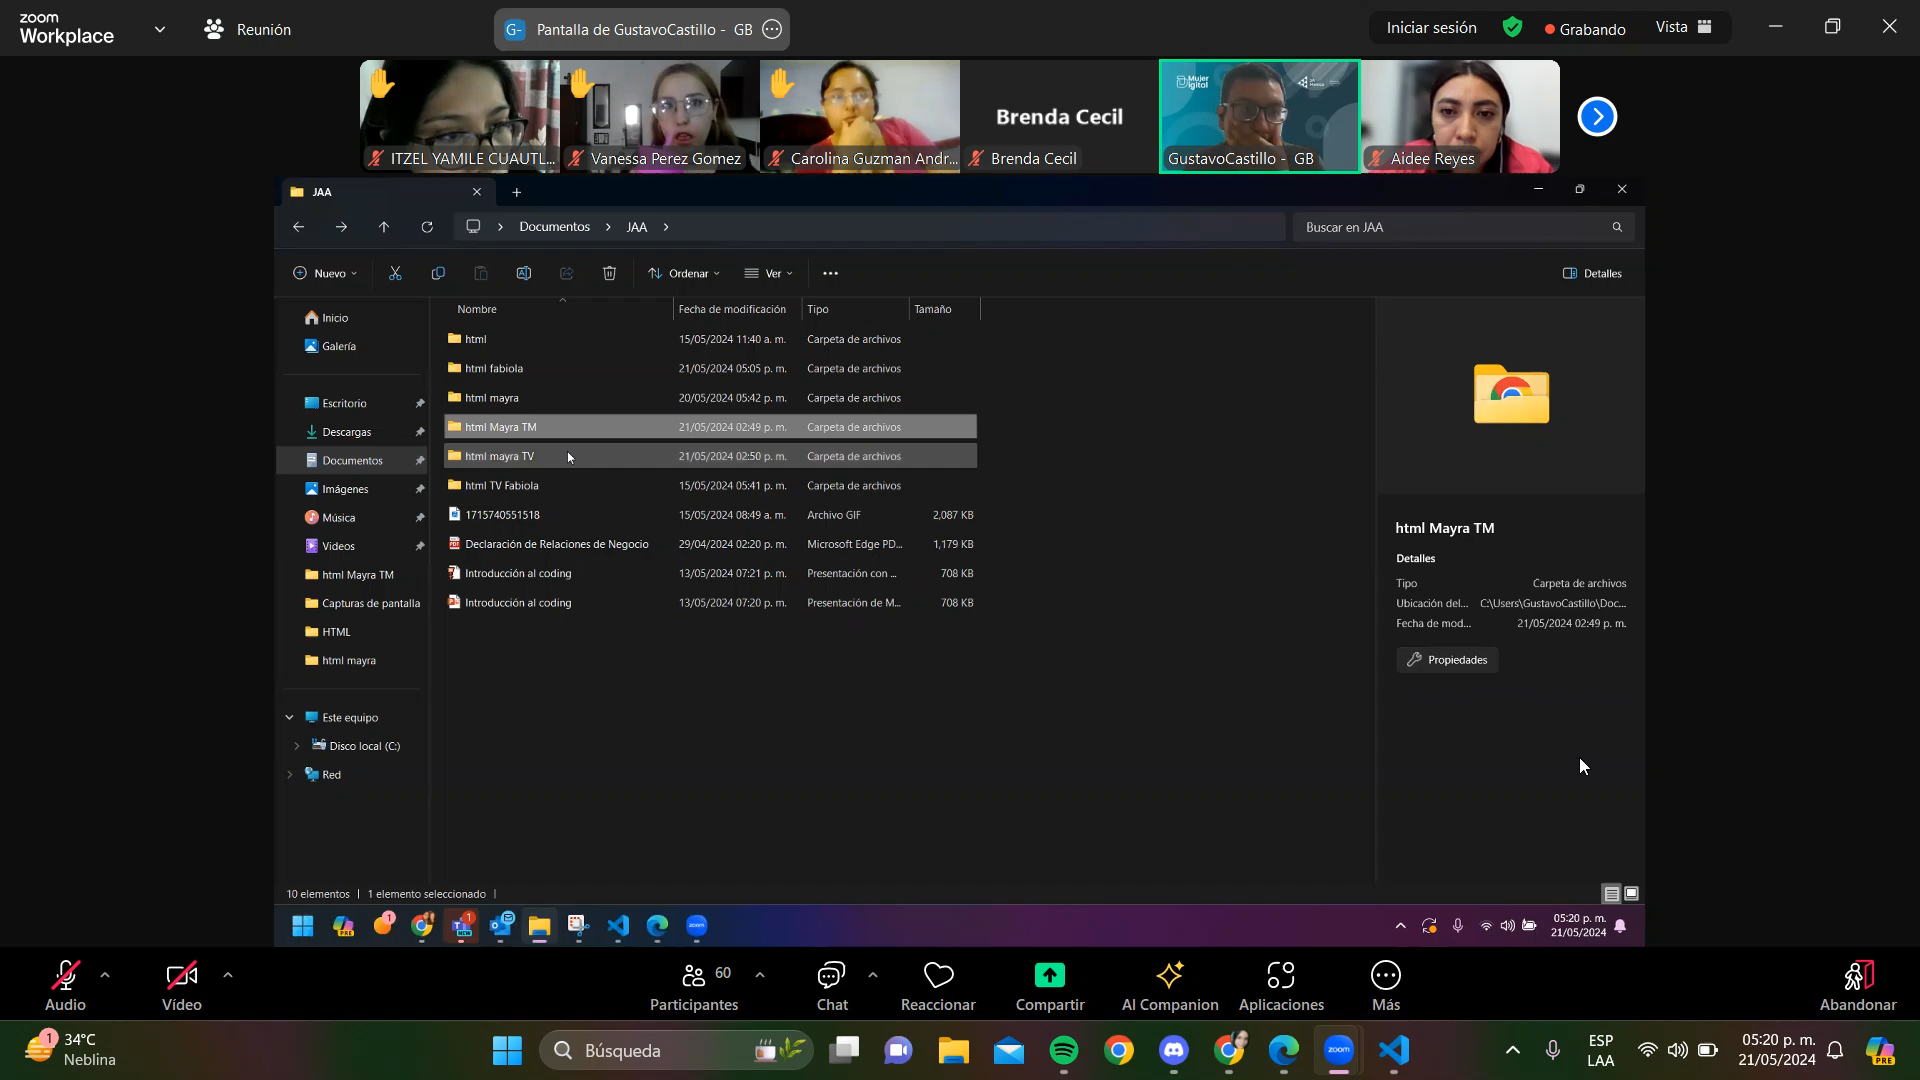 zoom
Workplace
Reunión
G- Pantalla de GustavoCastillo - GB
Iniciar sesión
Grabando
Vista
ITZEL YAMILE CUAUTL...
Vanessa Perez Gomez
Carolina Guzman Andr...
Brenda Cecil
Brenda Cecil
Mujer
Digital
GustavoCastillo - GB
Aidee Reyes
JAA
Documentos > JAA >
Buscar en JAA
Nuevo
Ordenar
Ver
Detalles
Inicio
Galería
Escritorio
Descargas
Documentos
Imágenes
Música
Videos
html Mayra TM
Capturas de pantalla
HTML
html mayra
Este equipo
Disco local (C:)
Red
Nombre Fecha de modificación Tipo Tamaño
html 15/05/2024 11:40 a. m. Carpeta de archivos
html fabiola 21/05/2024 05:05 p. m. Carpeta de archivos
html mayra 20/05/2024 05:42 p. m. Carpeta de archivos
html Mayra TM 21/05/2024 02:49 p. m. Carpeta de archivos
html mayra TV 21/05/2024 02:50 p. m. Carpeta de archivos
html TV Fabiola 15/05/2024 05:41 p. m. Carpeta de archivos
1715740551518 15/05/2024 08:49 a. m. Archivo GIF 2,087 KB
Declaración de Relaciones de Negocio 29/04/2024 02:20 p. m. Microsoft Edge PD... 1,179 KB
Introducción al coding 13/05/2024 07:21 p. m. Presentación con ... 708 KB
Introducción al coding 13/05/2024 07:20 p. m. Presentación de M... 708 KB
html Mayra TM
Detalles
Tipo Carpeta de archivos
Ubicación del... C:\Users\GustavoCastillo\Doc...
Fecha de mod... 21/05/2024 02:49 p. m.
Propiedades
10 elementos
1 elemento seleccionado
PRE
1
1
NEW
zoom
05:20 p. m.
21/05/2024
Audio
Vídeo
60
Participantes
Chat
Reaccionar
Compartir
AI Companion
Aplicaciones
Más
Abandonar
1
34°C
Neblina
Búsqueda
zoom
ESP
LAA
05:20 p. m.
21/05/2024
PRE